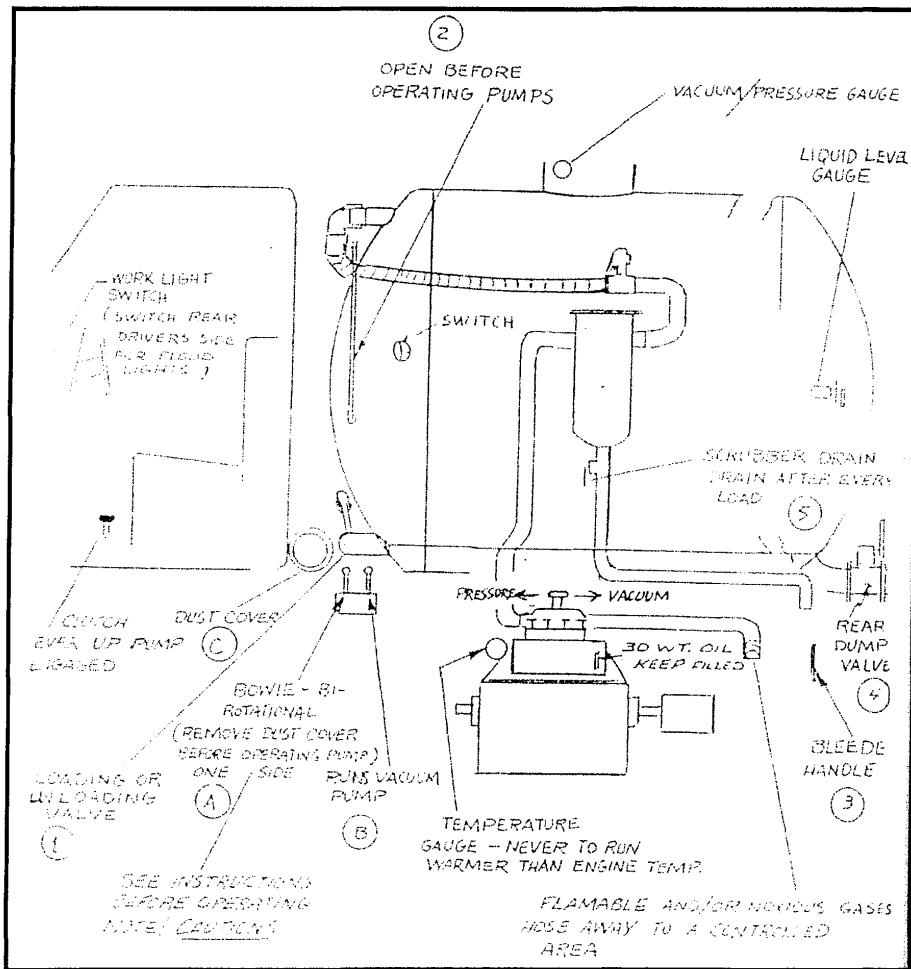 2
OPEN BEFORE
OPERATING PUMPS
VACUUM/PRESSURE GAUGE
LIQUID LEVEL
GAUGE
WORK LIGHT
SWITCH
(SWITCH REAR
DRIVERS SIDE
FOR FLOOD
LIGHTS)
SWITCH
SCRUBBER DRAIN
DRAIN AFTER EVERY
LOAD
5
PRESSURE
VACUUM
30 WT. OIL
KEEP FILLED
REAR
DUMP
VALVE
4
CLUTCH
EVER UP PUMP
GAGED
DUST COVER
C
BOWIE - BI-
ROTATIONAL
(REMOVE DUST COVER
BEFORE OPERATING PUMP)
ONE SIDE
A
RUNS VACUUM
PUMP
B
BLEEDE
HANDLE
3
LOADING OR
UNLOADING
VALVE
1
TEMPERATURE
GAUGE - NEVER TO RUN
WARMER THAN ENGINE TEMP.
SEE INSTRUCTIONS
BEFORE OPERATING
NOTE/ CAUTIONS
FLAMABLE AND/OR NOXIOUS GASES
HOSE AWAY TO A CONTROLLED
AREA